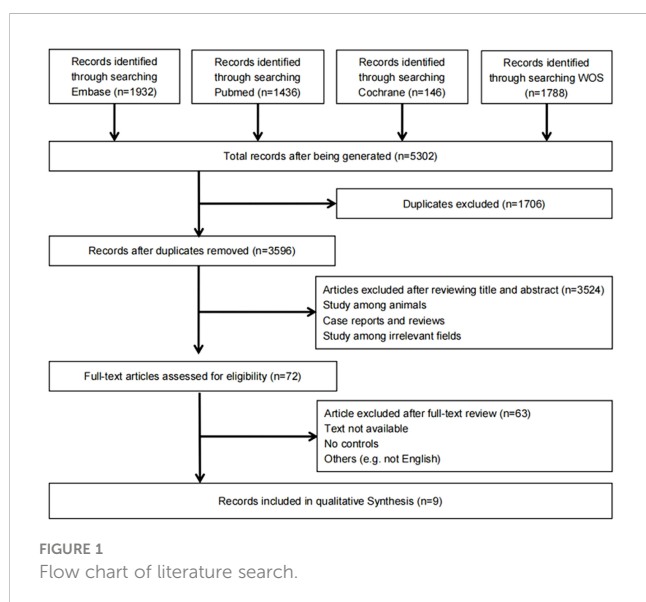 Records identified
through searching
Embase (n=1932)
Records identified
through searching
Pubmed (n=1436)
Records identified
through searching
Cochrane (n=146)
Records identified
through searching WOS
(n=1788)
Total records after being generated (n=5302)
Duplicates excluded (n=1706)
Records after duplicates removed (n=3596)
Articles excluded after reviewing title and abstract (n=3524)
Study among animals
Case reports and reviews
Study among irrelevant fields
Full-text articles assessed for eligibility (n=72)
Article excluded after full-text review (n=63)
Text not available
No controls
Others (e.g. not English)
Records included in qualitative Synthesis (n=9)
FIGURE 1
Flow chart of literature search.